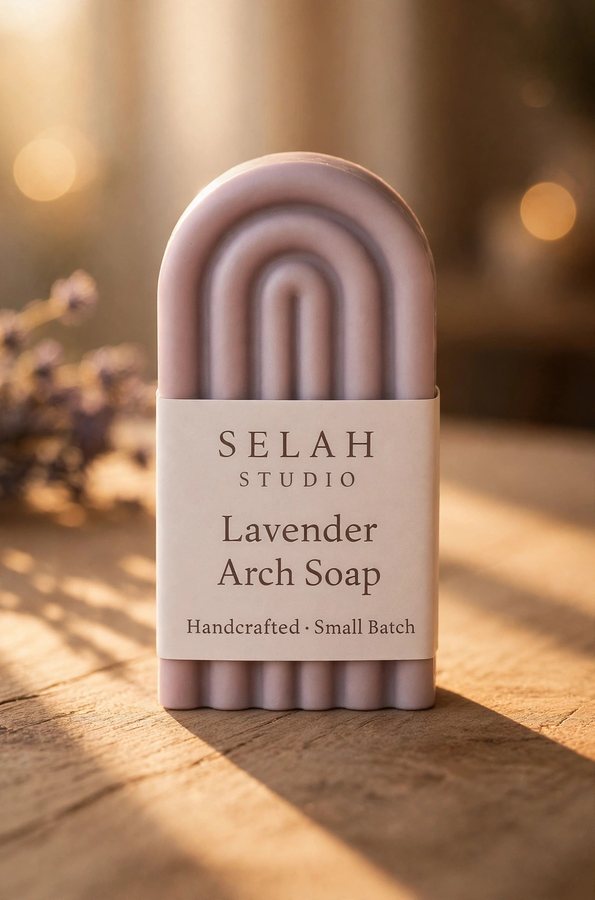 SELAH
STUDIO
Lavender
Arch Soap
Handcrafted · Small Batch